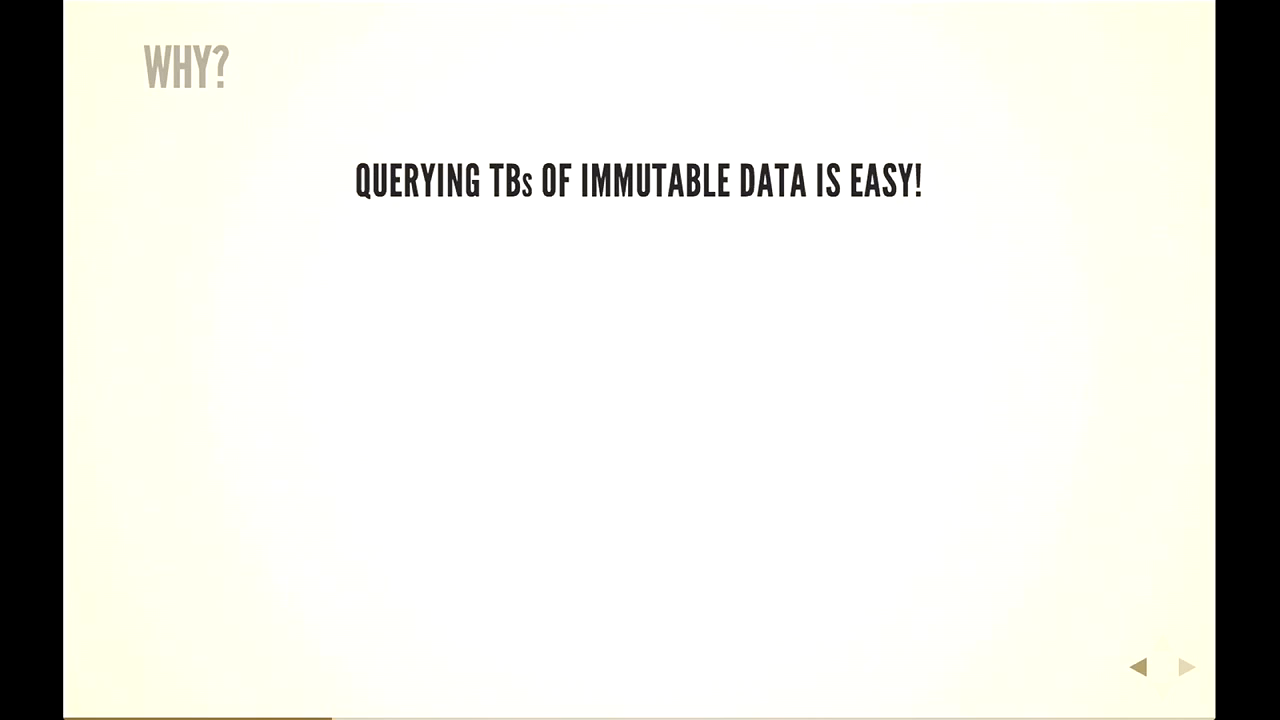 WHY?
QUERYING TBs OF IMMUTABLE DATA IS EASY!